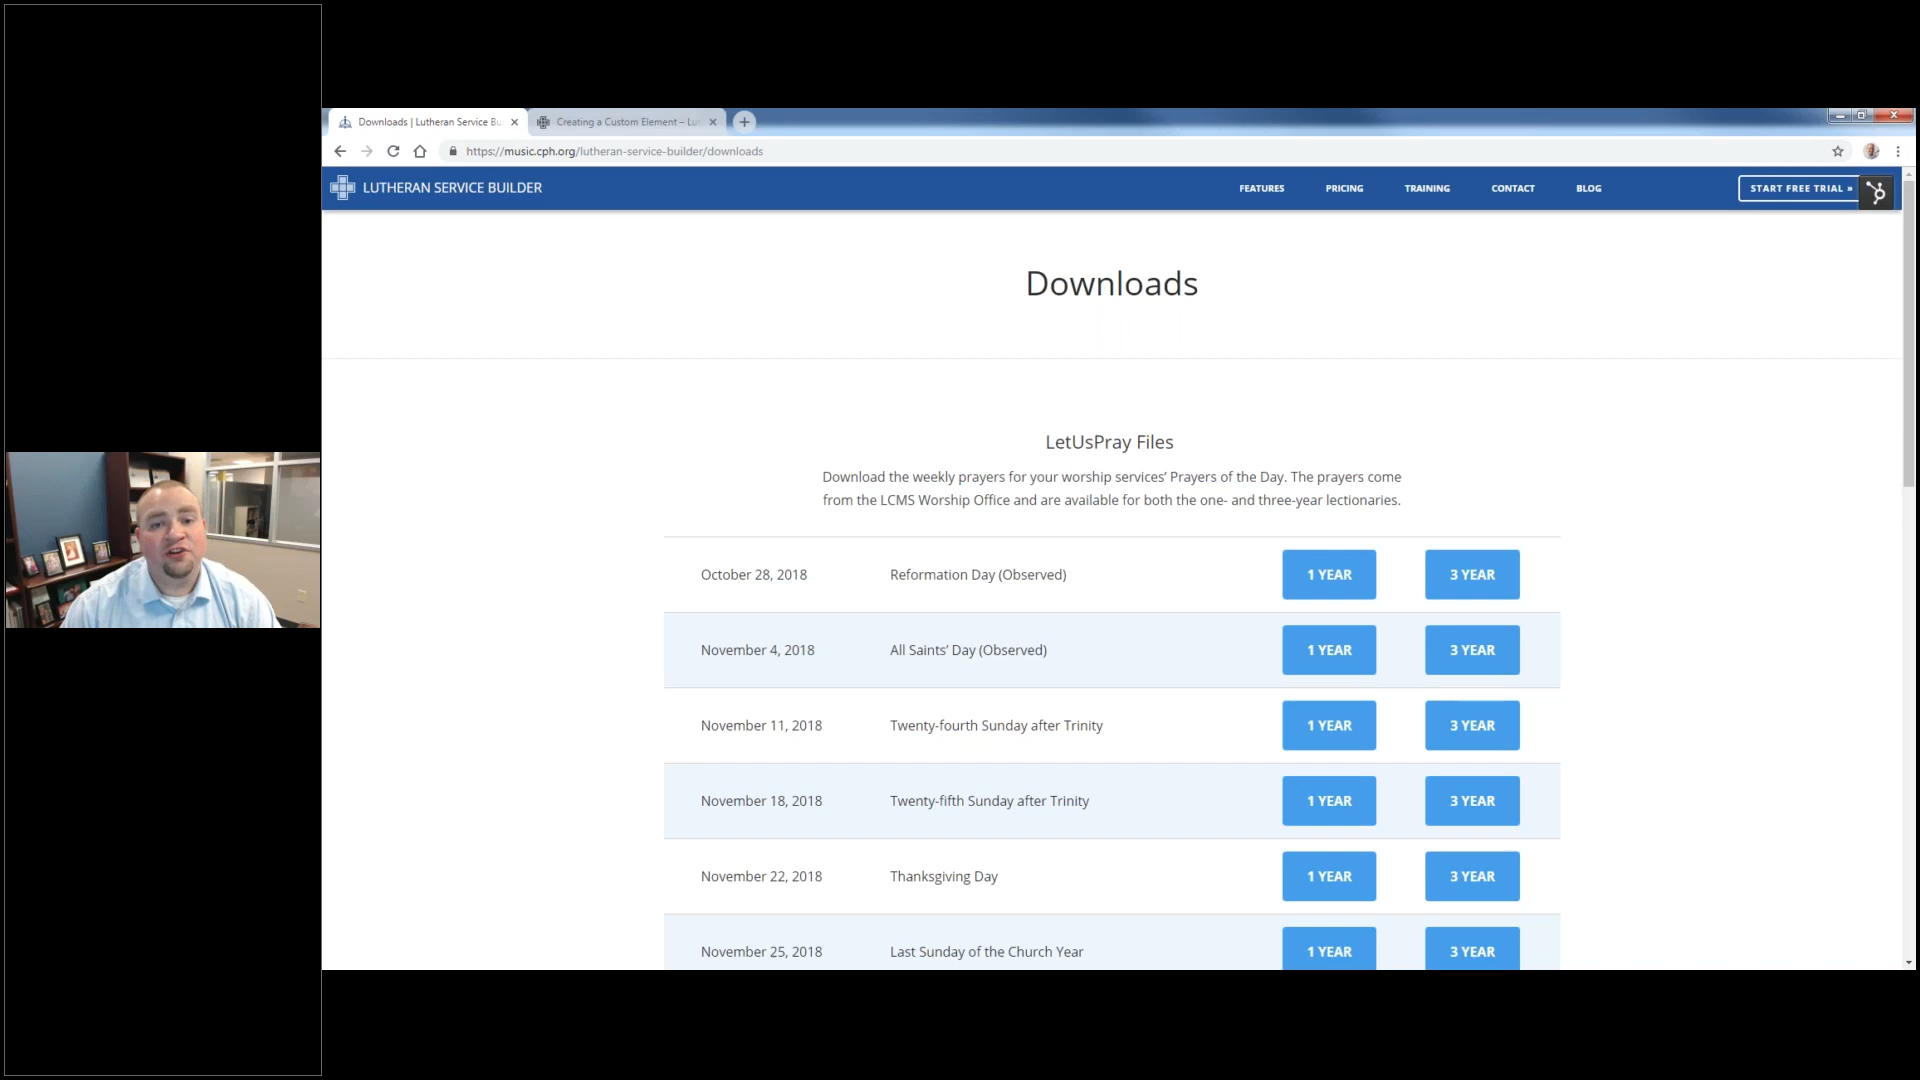 Downloads | Lutheran Service Bu
Creating a Custom Element – Lut
https://music.cph.org/lutheran-service-builder/downloads
LUTHERAN SERVICE BUILDER
FEATURES
PRICING
TRAINING
CONTACT
BLOG
START FREE TRIAL »
Downloads
LetUsPray Files
Download the weekly prayers for your worship services’ Prayers of the Day. The prayers come
from the LCMS Worship Office and are available for both the one- and three-year lectionaries.
October 28, 2018 Reformation Day (Observed) 1 YEAR 3 YEAR
November 4, 2018 All Saints’ Day (Observed) 1 YEAR 3 YEAR
November 11, 2018 Twenty-fourth Sunday after Trinity 1 YEAR 3 YEAR
November 18, 2018 Twenty-fifth Sunday after Trinity 1 YEAR 3 YEAR
November 22, 2018 Thanksgiving Day 1 YEAR 3 YEAR
November 25, 2018 Last Sunday of the Church Year 1 YEAR 3 YEAR